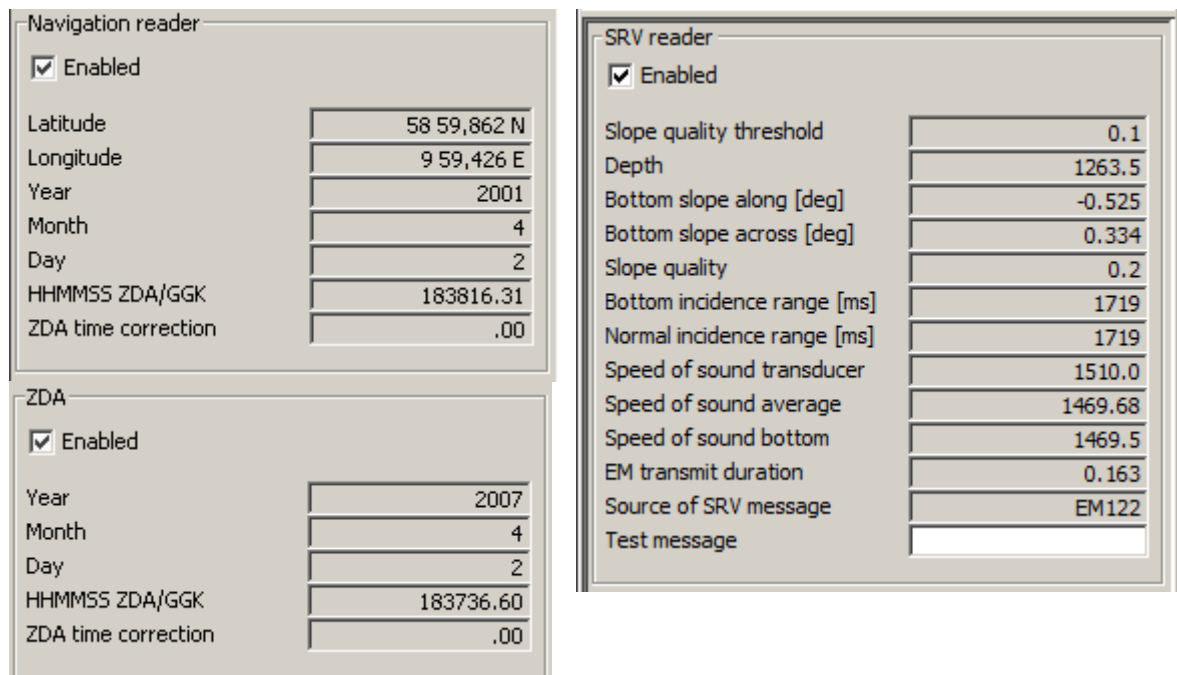 Navigation reader
Enabled
Latitude 58 59,862 N
Longitude 9 59,426 E
Year 2001
Month 4
Day 2
HHMMSS ZDA/GGK 183816.31
ZDA time correction .00
ZDA
Enabled
Year 2007
Month 4
Day 2
HHMMSS ZDA/GGK 183736.60
ZDA time correction .00
SRV reader
Enabled
Slope quality threshold 0.1
Depth 1263.5
Bottom slope along [deg] -0.525
Bottom slope across [deg] 0.334
Slope quality 0.2
Bottom incidence range [ms] 1719
Normal incidence range [ms] 1719
Speed of sound transducer 1510.0
Speed of sound average 1469.68
Speed of sound bottom 1469.5
EM transmit duration 0.163
Source of SRV message EM122
Test message